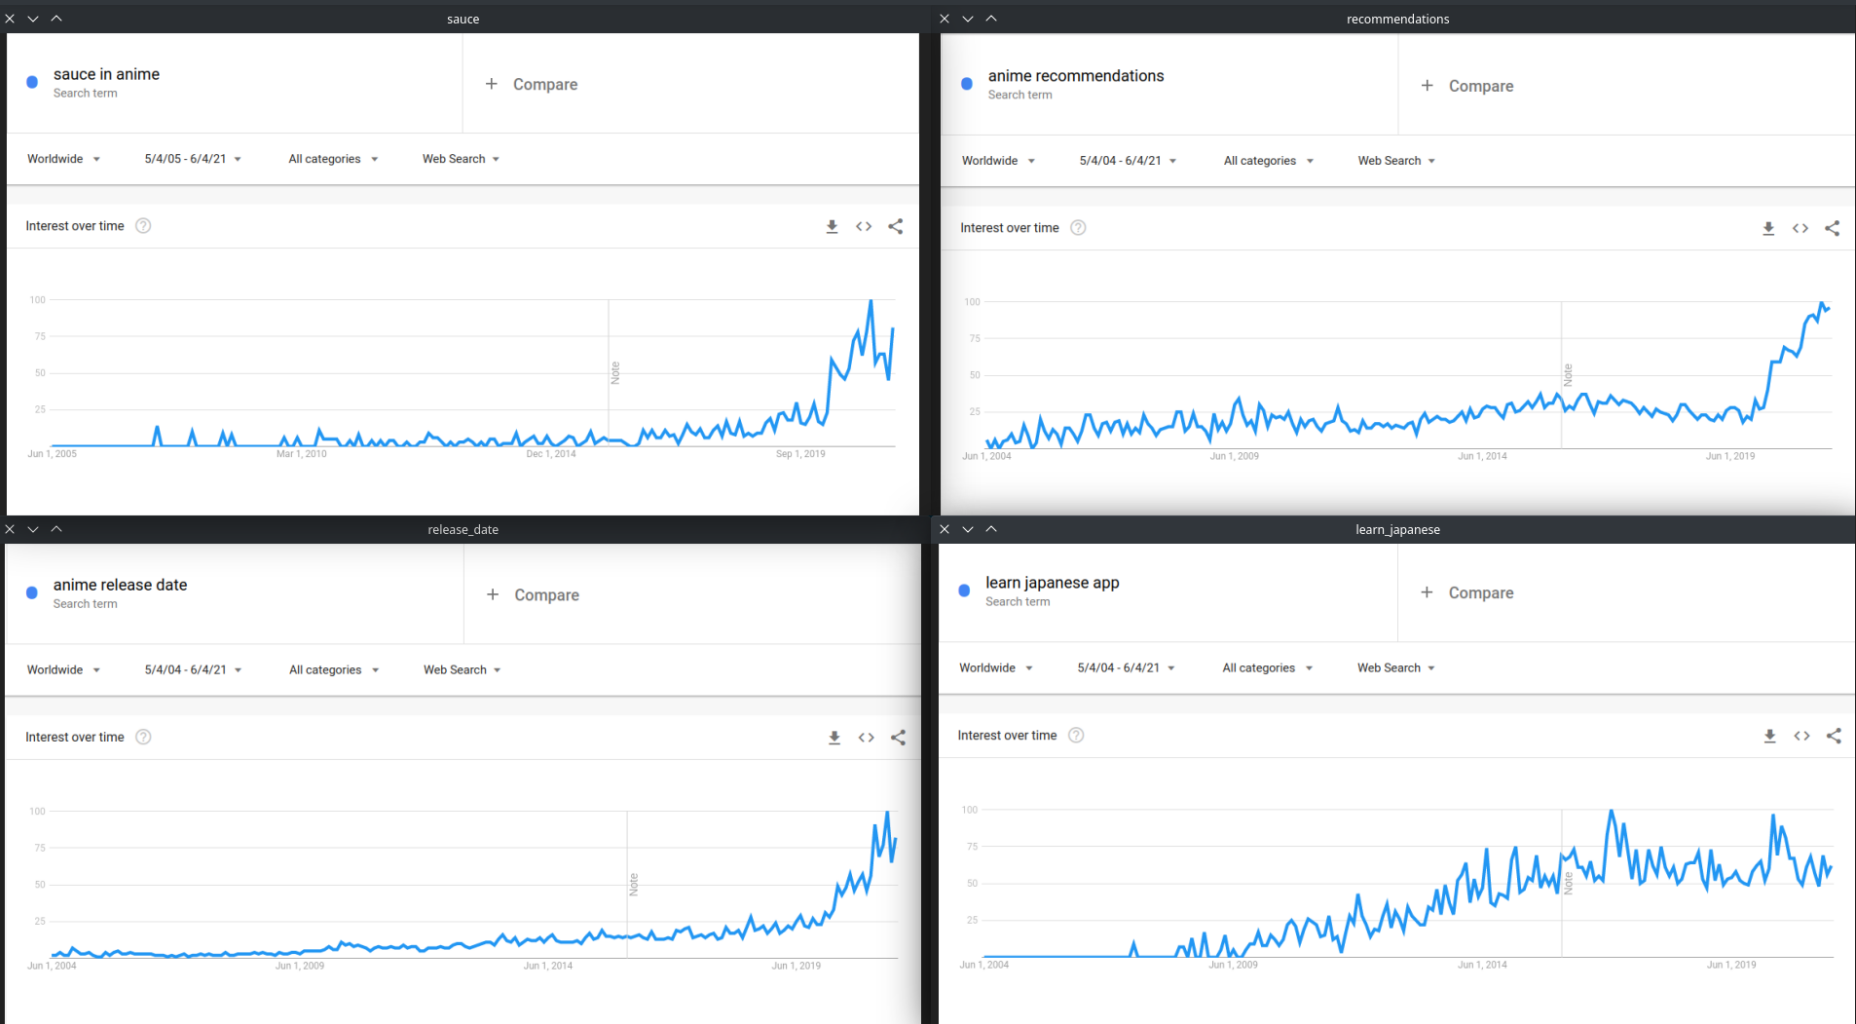 sauce
sauce in anime
Search term
+ Compare
Worldwide 5/4/05 - 6/4/21 All categories Web Search
Interest over time ?
100
75
50
25
Note
Jun 1, 2005 Mar 1, 2010 Dec 1, 2014 Sep 1, 2019
recommendations
anime recommendations
Search term
+ Compare
Worldwide 5/4/04 - 6/4/21 All categories Web Search
Interest over time ?
100
75
50
25
Note
Jun 1, 2004 Jun 1, 2009 Jun 1, 2014 Jun 1, 2019
release_date
anime release date
Search term
+ Compare
Worldwide 5/4/04 - 6/4/21 All categories Web Search
Interest over time ?
100
75
50
25
Note
Jun 1, 2004 Jun 1, 2009 Jun 1, 2014 Jun 1, 2019
learn_japanese
learn japanese app
Search term
+ Compare
Worldwide 5/4/04 - 6/4/21 All categories Web Search
Interest over time ?
100
75
50
25
Note
Jun 1, 2004 Jun 1, 2009 Jun 1, 2014 Jun 1, 2019